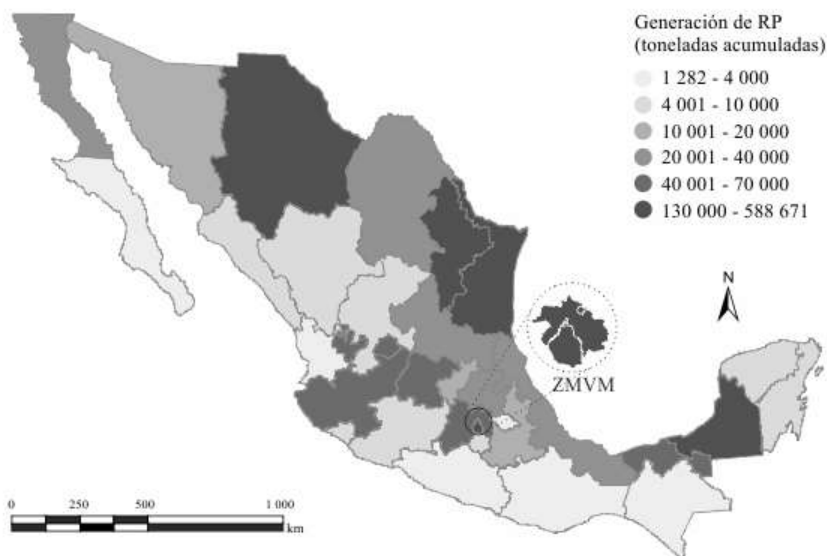 Generación de RP
(toneladas acumuladas)
1 282 - 4 000
4 001 - 10 000
10 001 - 20 000
20 001 - 40 000
40 001 - 70 000
130 000 - 588 671
N
ZMVM
0 250 500 1 000
km